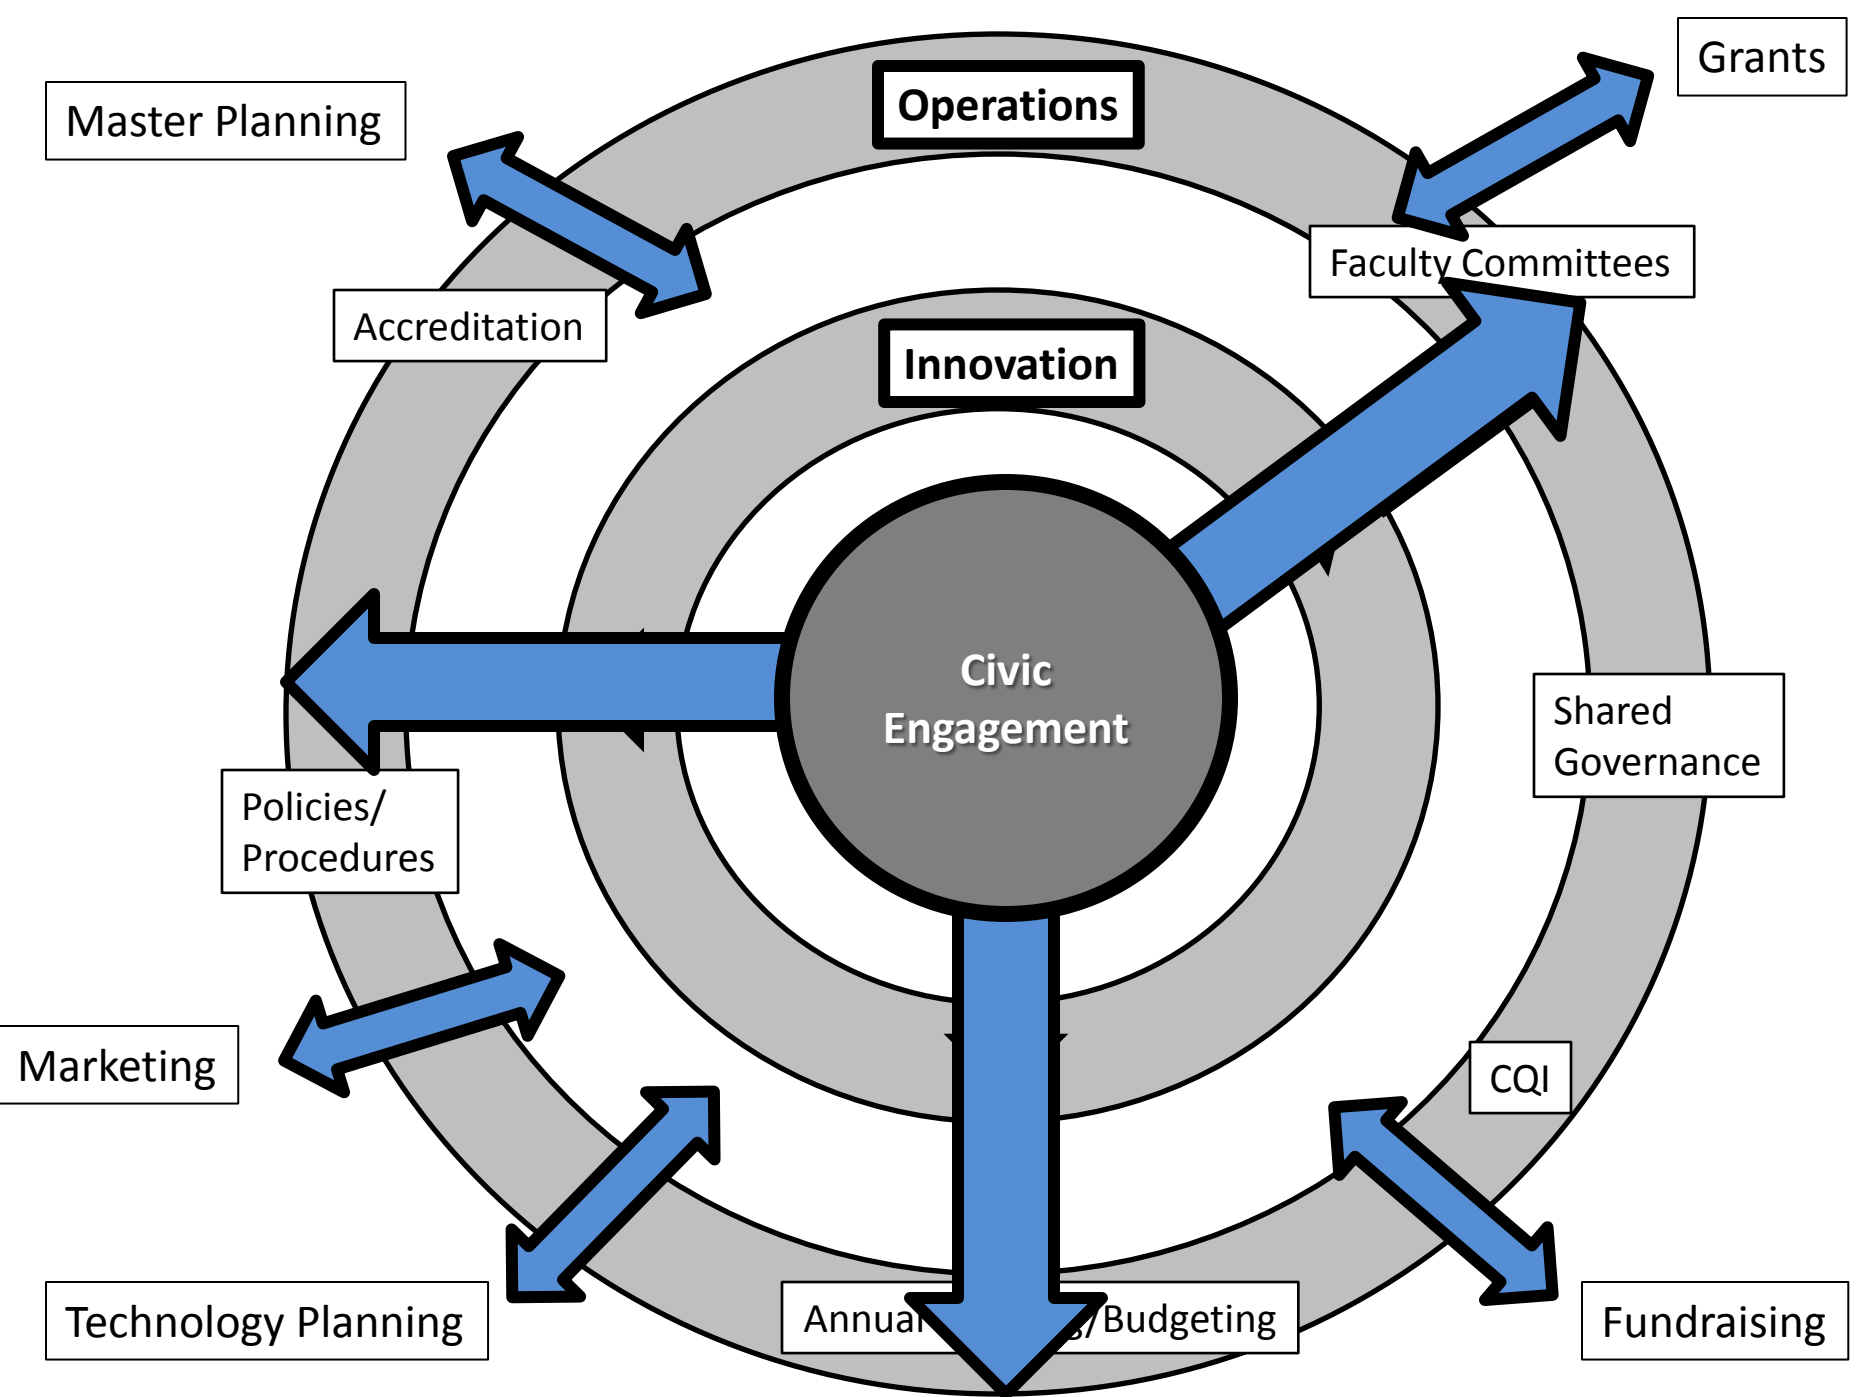 Grants
Operations
Master Planning
Faculty Committees
Accreditation
Innovation
Civic
Engagement
Shared
Governance
Policies/
Procedures
Marketing
CQI
Annual /Budgeting
Technology Planning
Fundraising